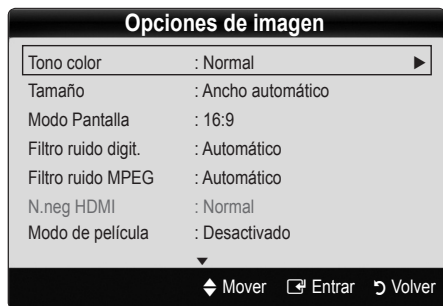 Opciones de imagen
Tono color : Normal
Tamaño : Ancho automático
Modo Pantalla : 16:9
Filtro ruido digit. : Automático
Filtro ruido MPEG : Automático
N.neg HDMI : Normal
Modo de película : Desactivado
Mover Entrar Volver